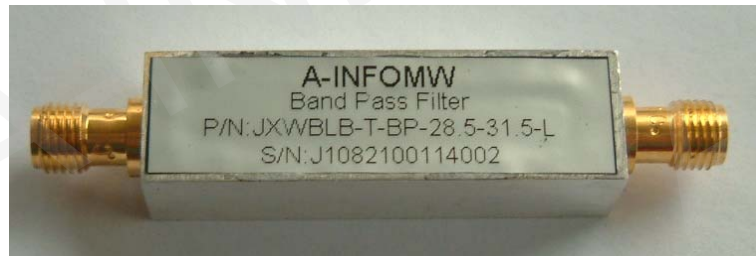 A-INFOMW
Band Pass Filter
P/N:JXWBLB-T-BP-28.5-31.5-L
S/N:J1082100114002